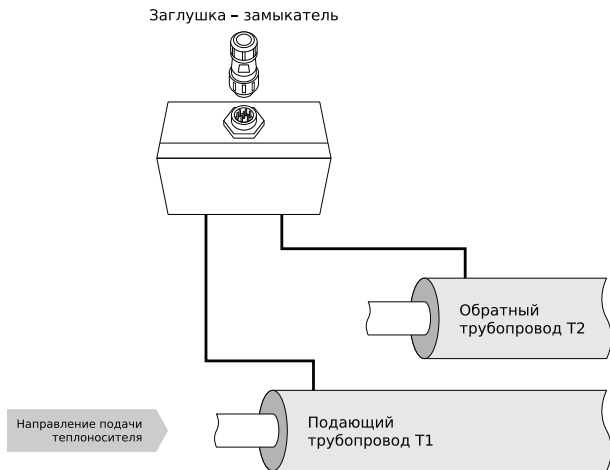 Заглушка – замыкатель
Обратный
трубопровод Т2
Направление подачи
теплоносителя
Подающий
трубопровод Т1